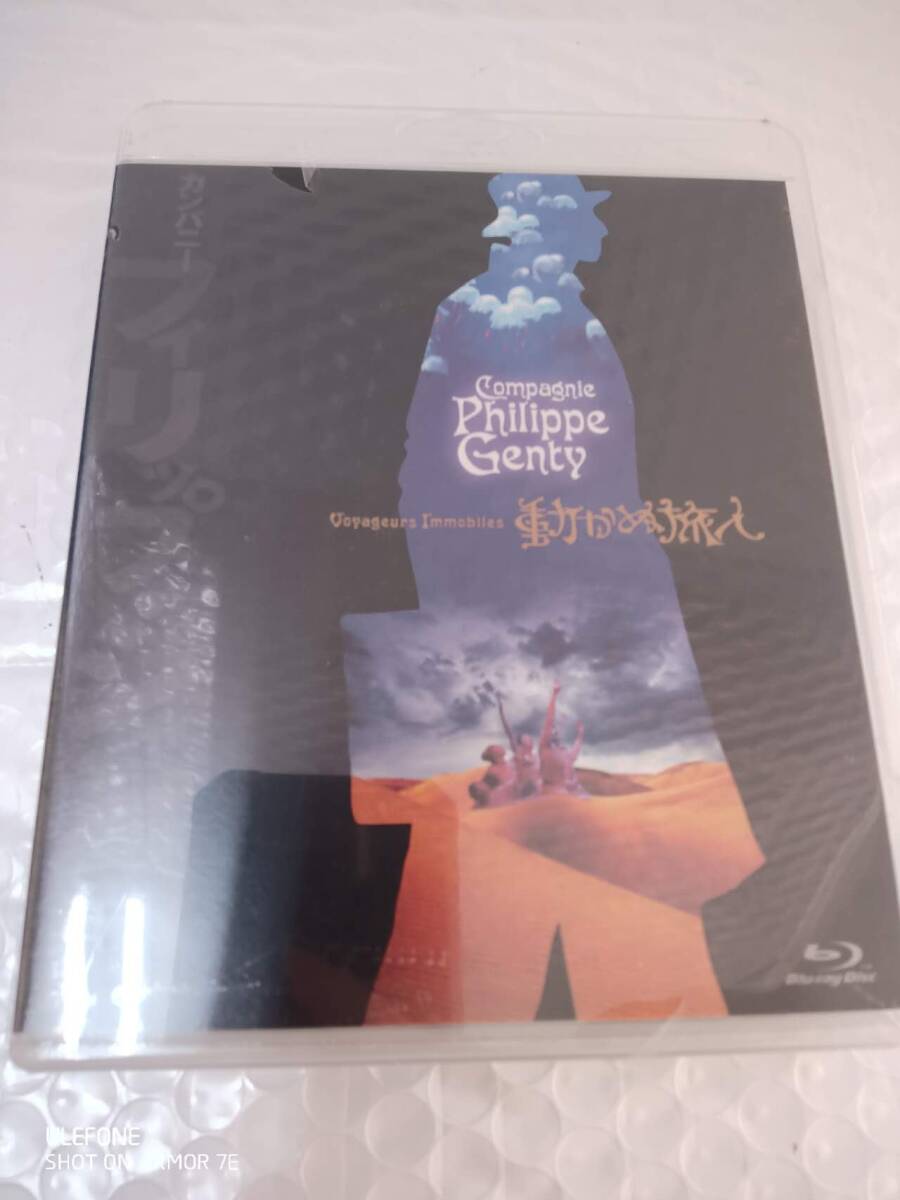 カンパニー
フィリップ
Compagnie
Philippe
Genty
Voyageurs Immobiles 動かぬ旅人
Blu-ray Disc
ULEFONE
SHOT ON ARMOR 7E